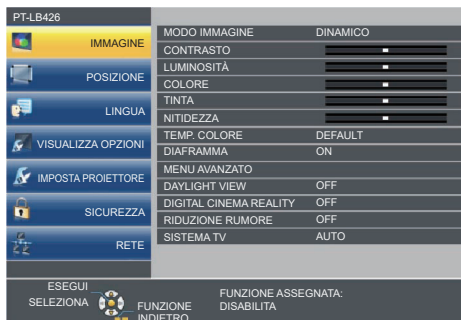 PT-LB426
IMMAGINE
POSIZIONE
LINGUA
VISUALIZZA OPZIONI
IMPOSTA PROIETTORE
SICUREZZA
RETE
MODO IMMAGINE DINAMICO
CONTRASTO
LUMINOSITÀ
COLORE
TINTA
NITIDEZZA
TEMP. COLORE DEFAULT
DIAFRAMMA ON
MENU AVANZATO
DAYLIGHT VIEW OFF
DIGITAL CINEMA REALITY OFF
RIDUZIONE RUMORE OFF
SISTEMA TV AUTO
ESEGUI
SELEZIONA
FUNZIONE
INDIETRO
FUNZIONE ASSEGNATA:
DISABILITA